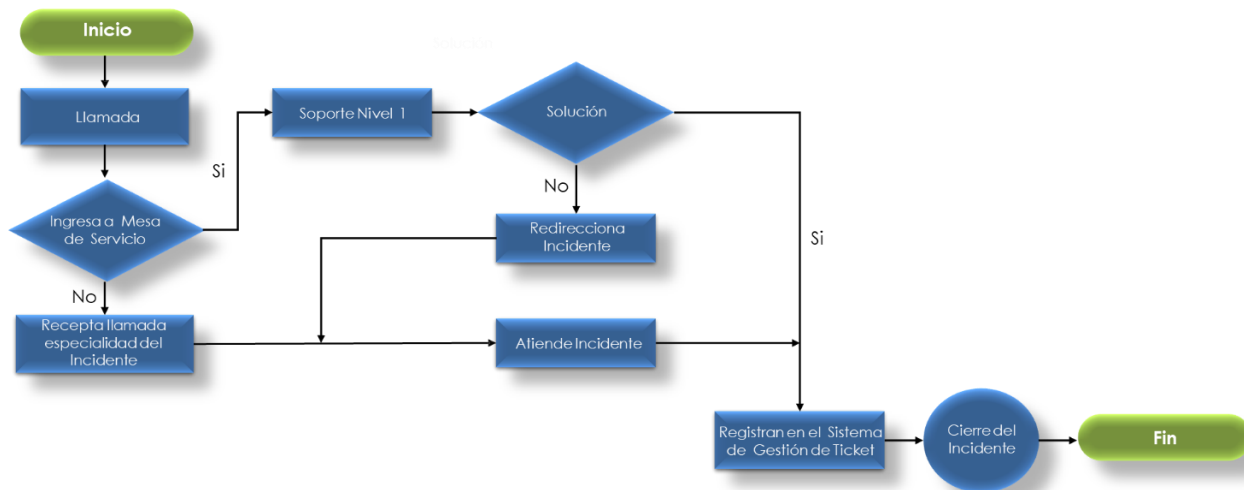 Inicio
Llamada
Ingresa a Mesa
de Servicio
Si
No
Recepta llamada
especialidad del
Incidente
Soporte Nivel 1
Solución
No
Redirecciona
Incidente
Atiende Incidente
Si
Registran en el Sistema
de Gestión de Ticket
Cierre del
Incidente
Fin